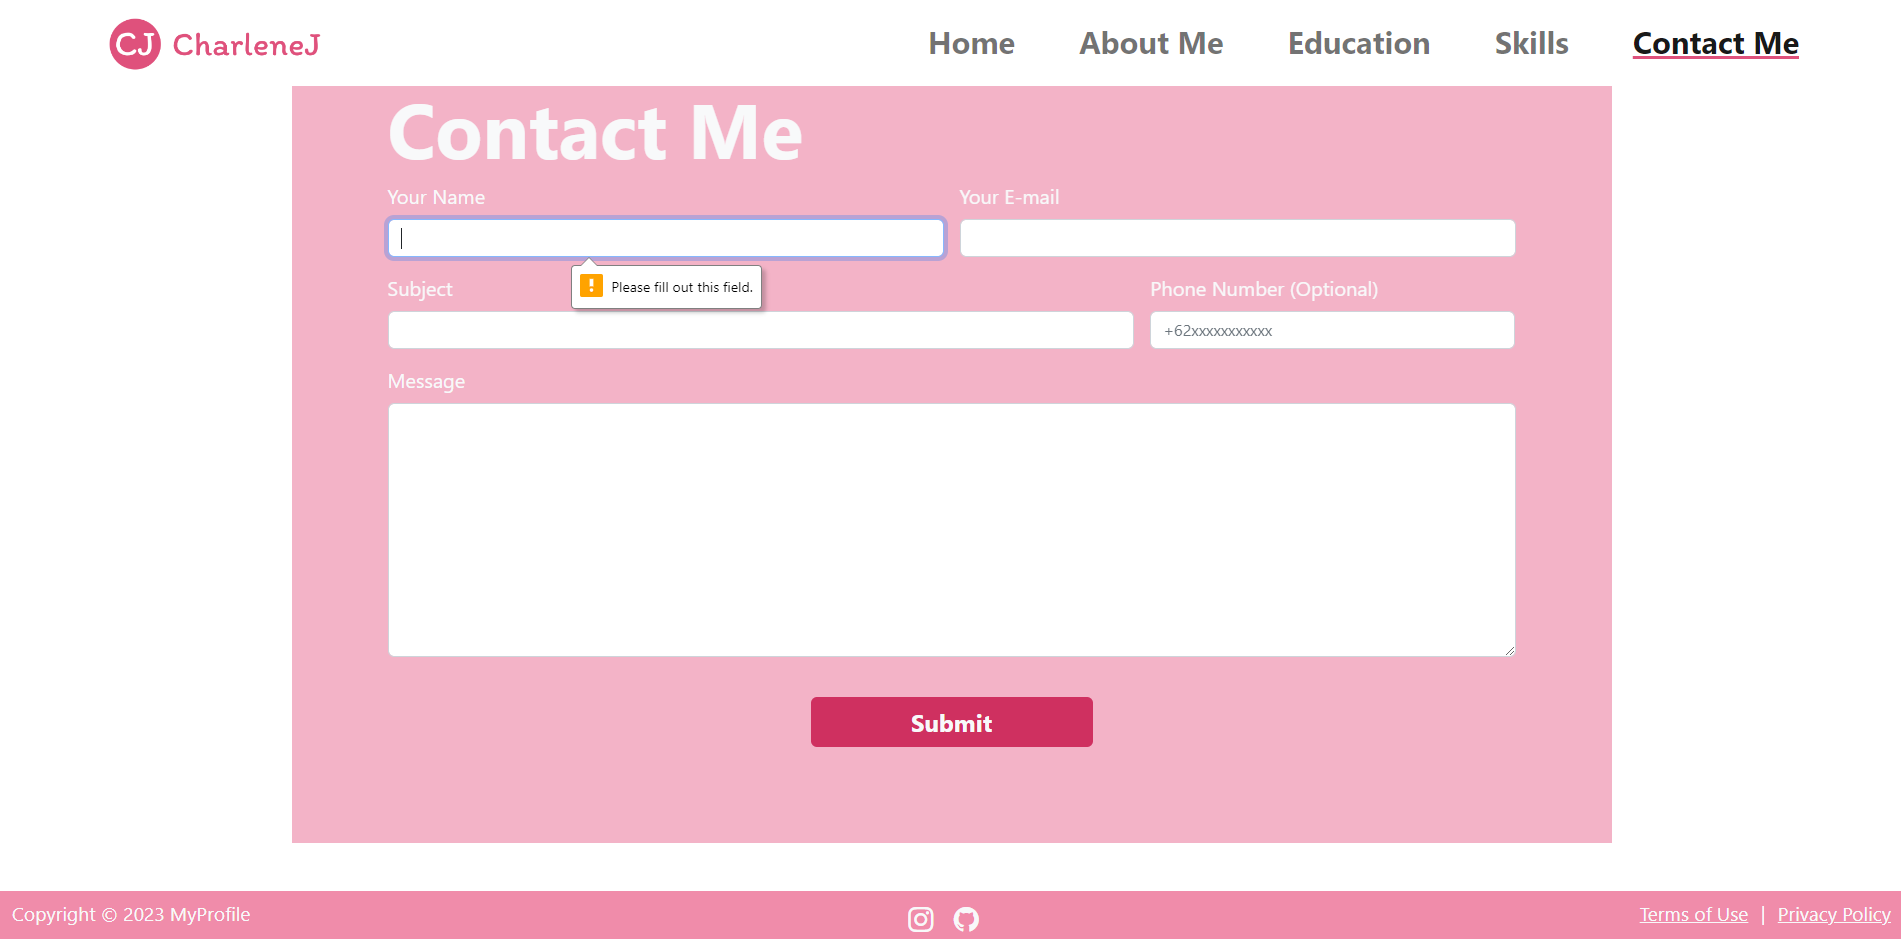 CJ CharleneJ
Home About Me Education Skills Contact Me
Contact Me
Your Name Your E-mail
Please fill out this field.
Subject Phone Number (Optional)
+62xxxxxxxxxxx
Message
Submit
Copyright © 2023 MyProfile
Terms of Use | Privacy Policy